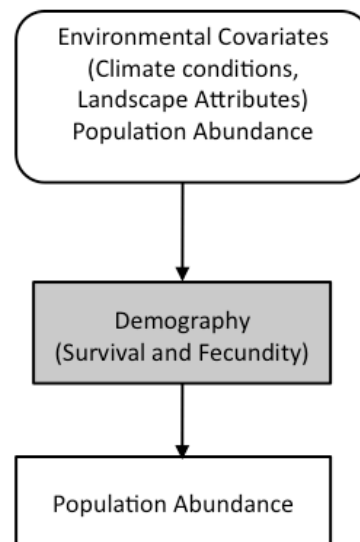 Environmental Covariates
(Climate conditions,
Landscape Attributes)
Population Abundance
Demography
(Survival and Fecundity)
Population Abundance